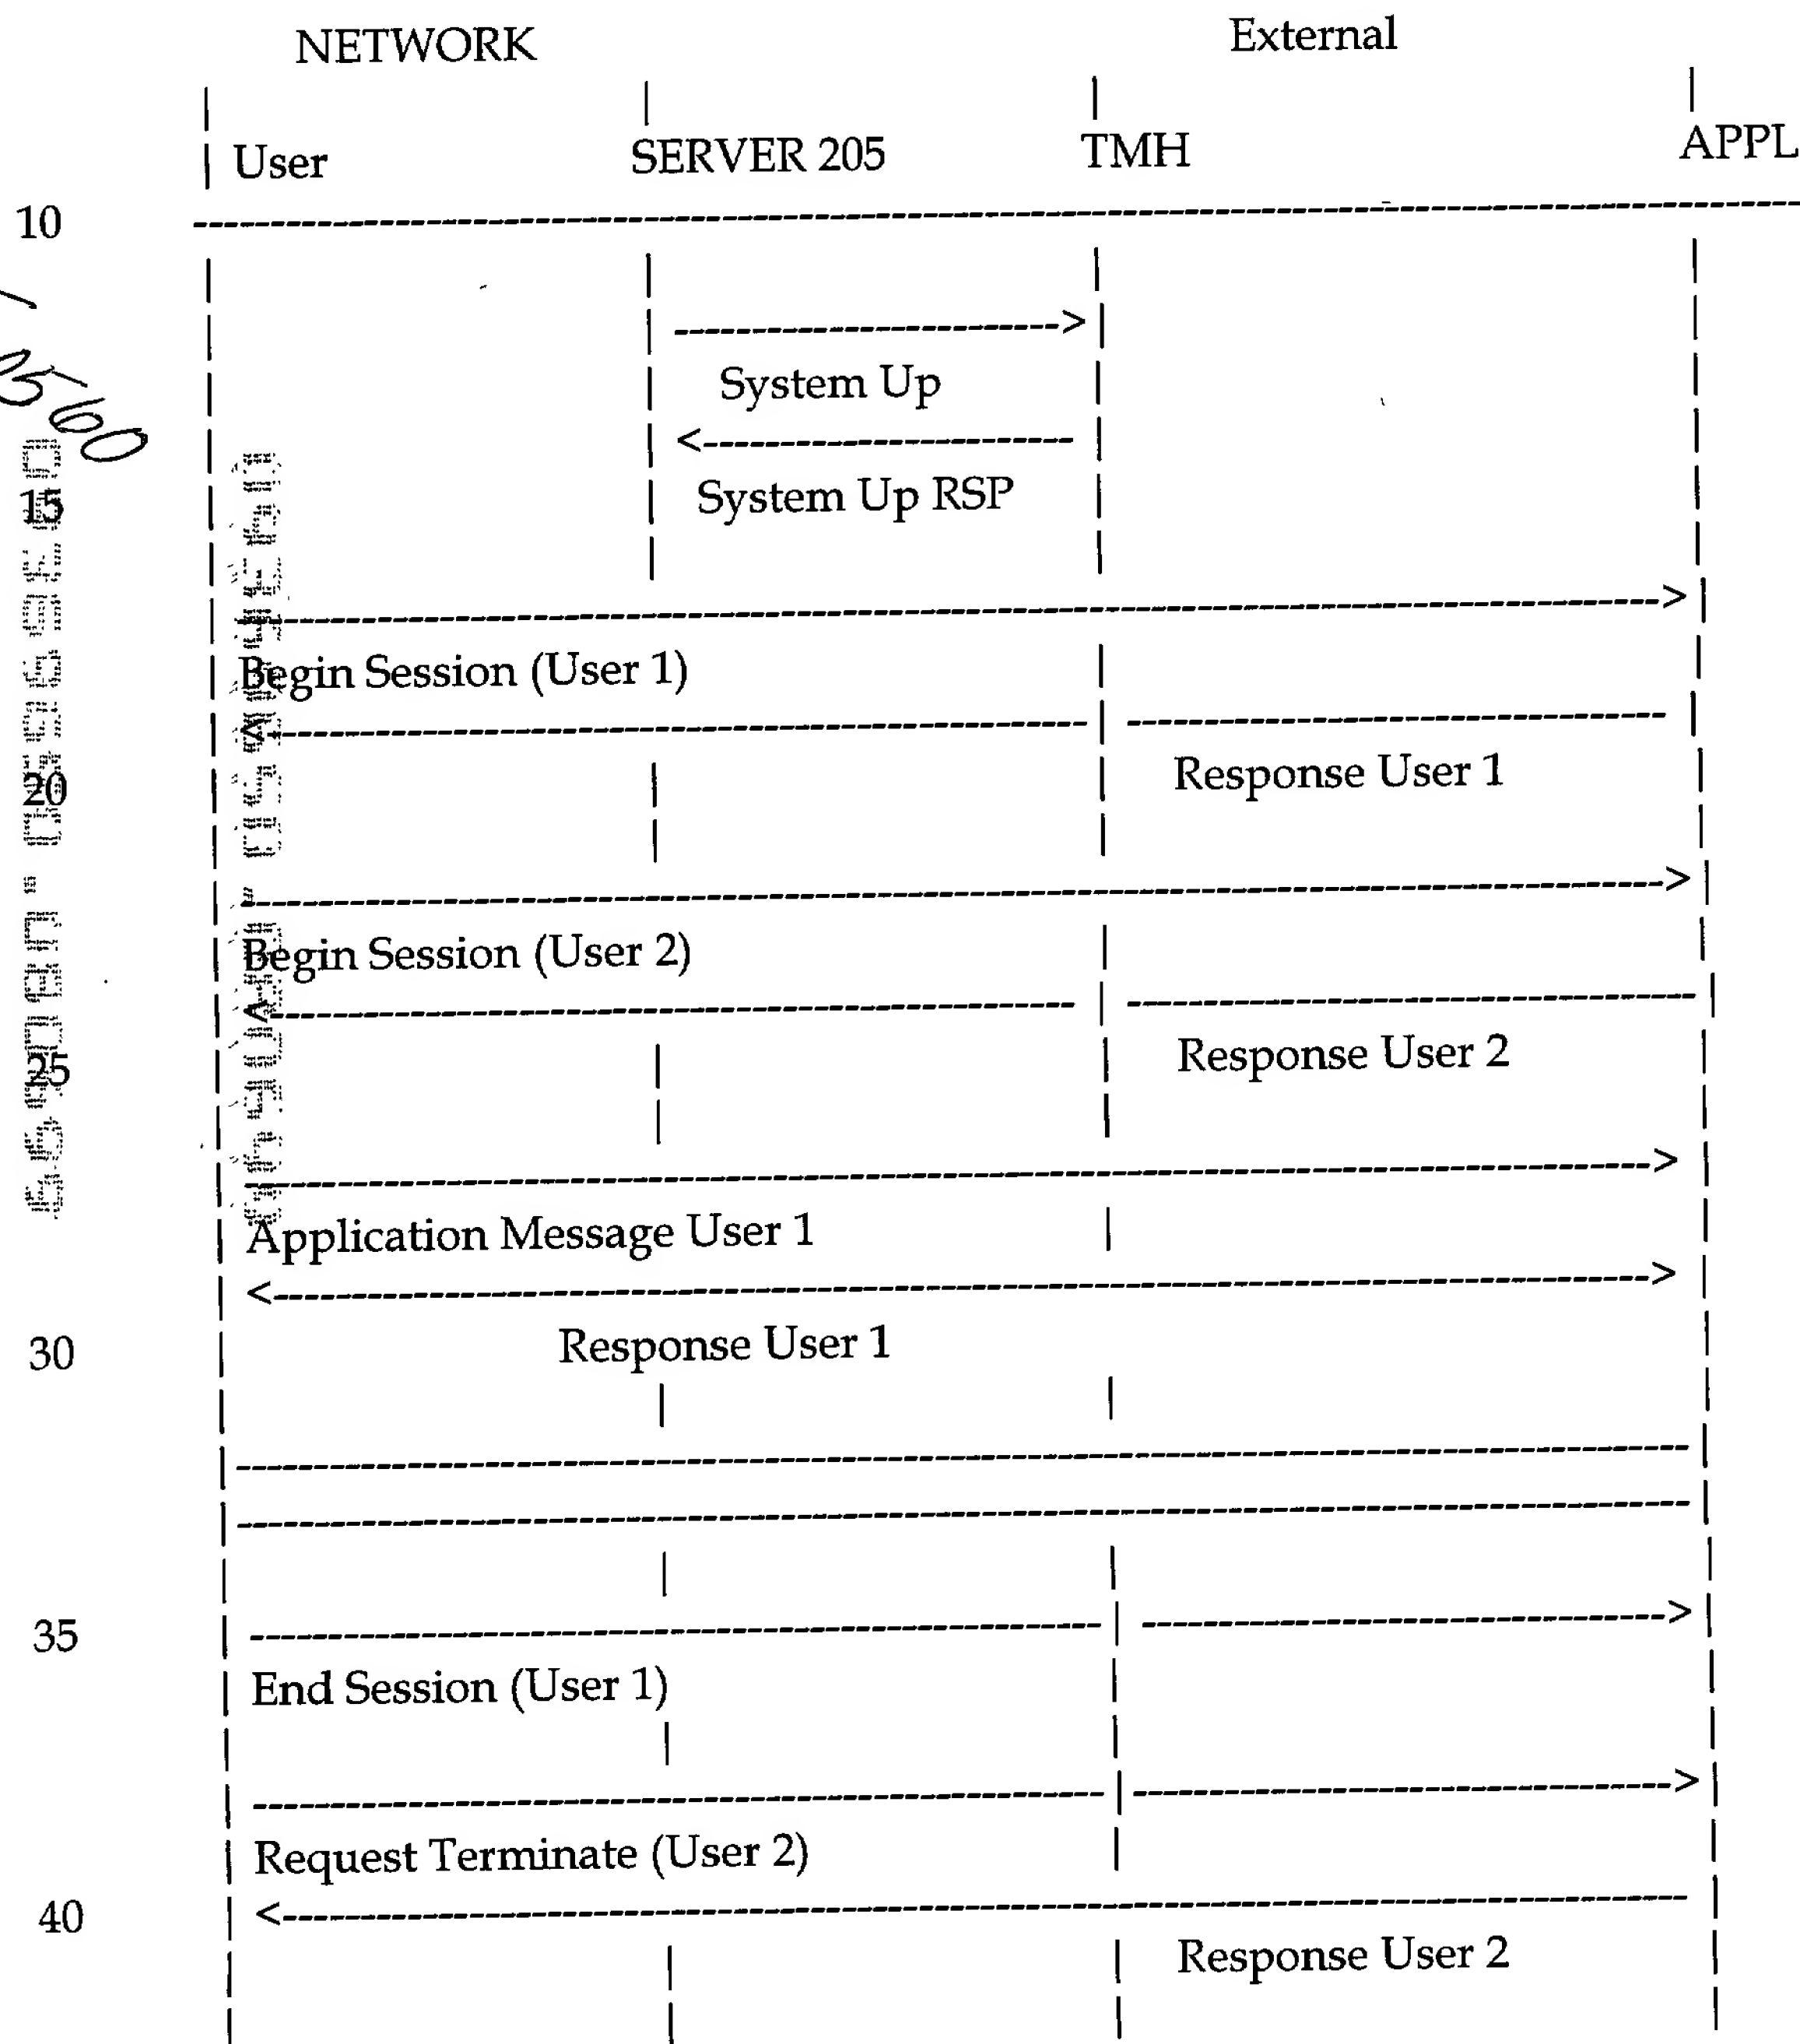 NETWORK External
User SERVER 205 TMH APPL
10
System Up
560
15 System Up RSP
Begin Session (User 1)
20 Response User 1
Begin Session (User 2)
25 Response User 2
Application Message User 1
30 Response User 1
35
End Session (User 1)
Request Terminate (User 2)
40 Response User 2